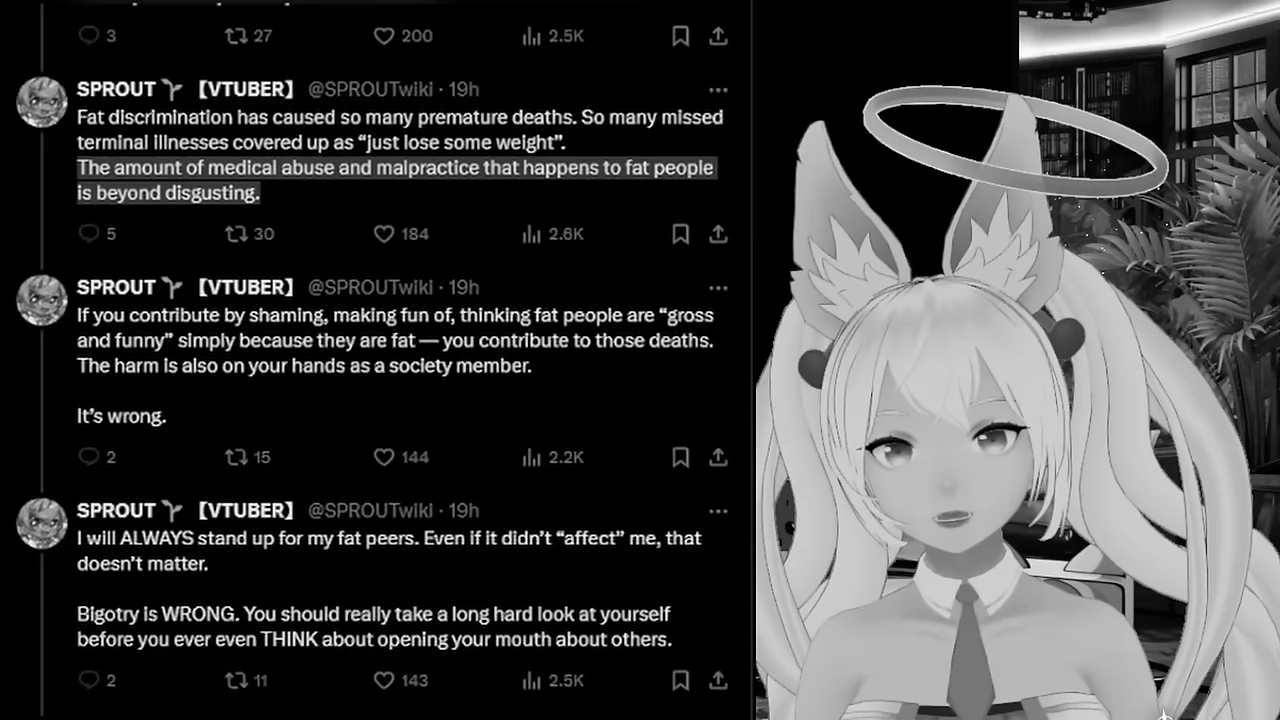 3 27 200 2.5K
SPROUT 【VTUBER】 @SPROUTwiki · 19h
Fat discrimination has caused so many premature deaths. So many missed
terminal illnesses covered up as “just lose some weight”.
The amount of medical abuse and malpractice that happens to fat people
is beyond disgusting.
5 30 184 2.6K
SPROUT 【VTUBER】 @SPROUTwiki · 19h
If you contribute by shaming, making fun of, thinking fat people are “gross
and funny” simply because they are fat — you contribute to those deaths.
The harm is also on your hands as a society member.
It’s wrong.
2 15 144 2.2K
SPROUT 【VTUBER】 @SPROUTwiki · 19h
I will ALWAYS stand up for my fat peers. Even if it didn’t “affect” me, that
doesn’t matter.
Bigotry is WRONG. You should really take a long hard look at yourself
before you ever even THINK about opening your mouth about others.
2 11 143 2.5K